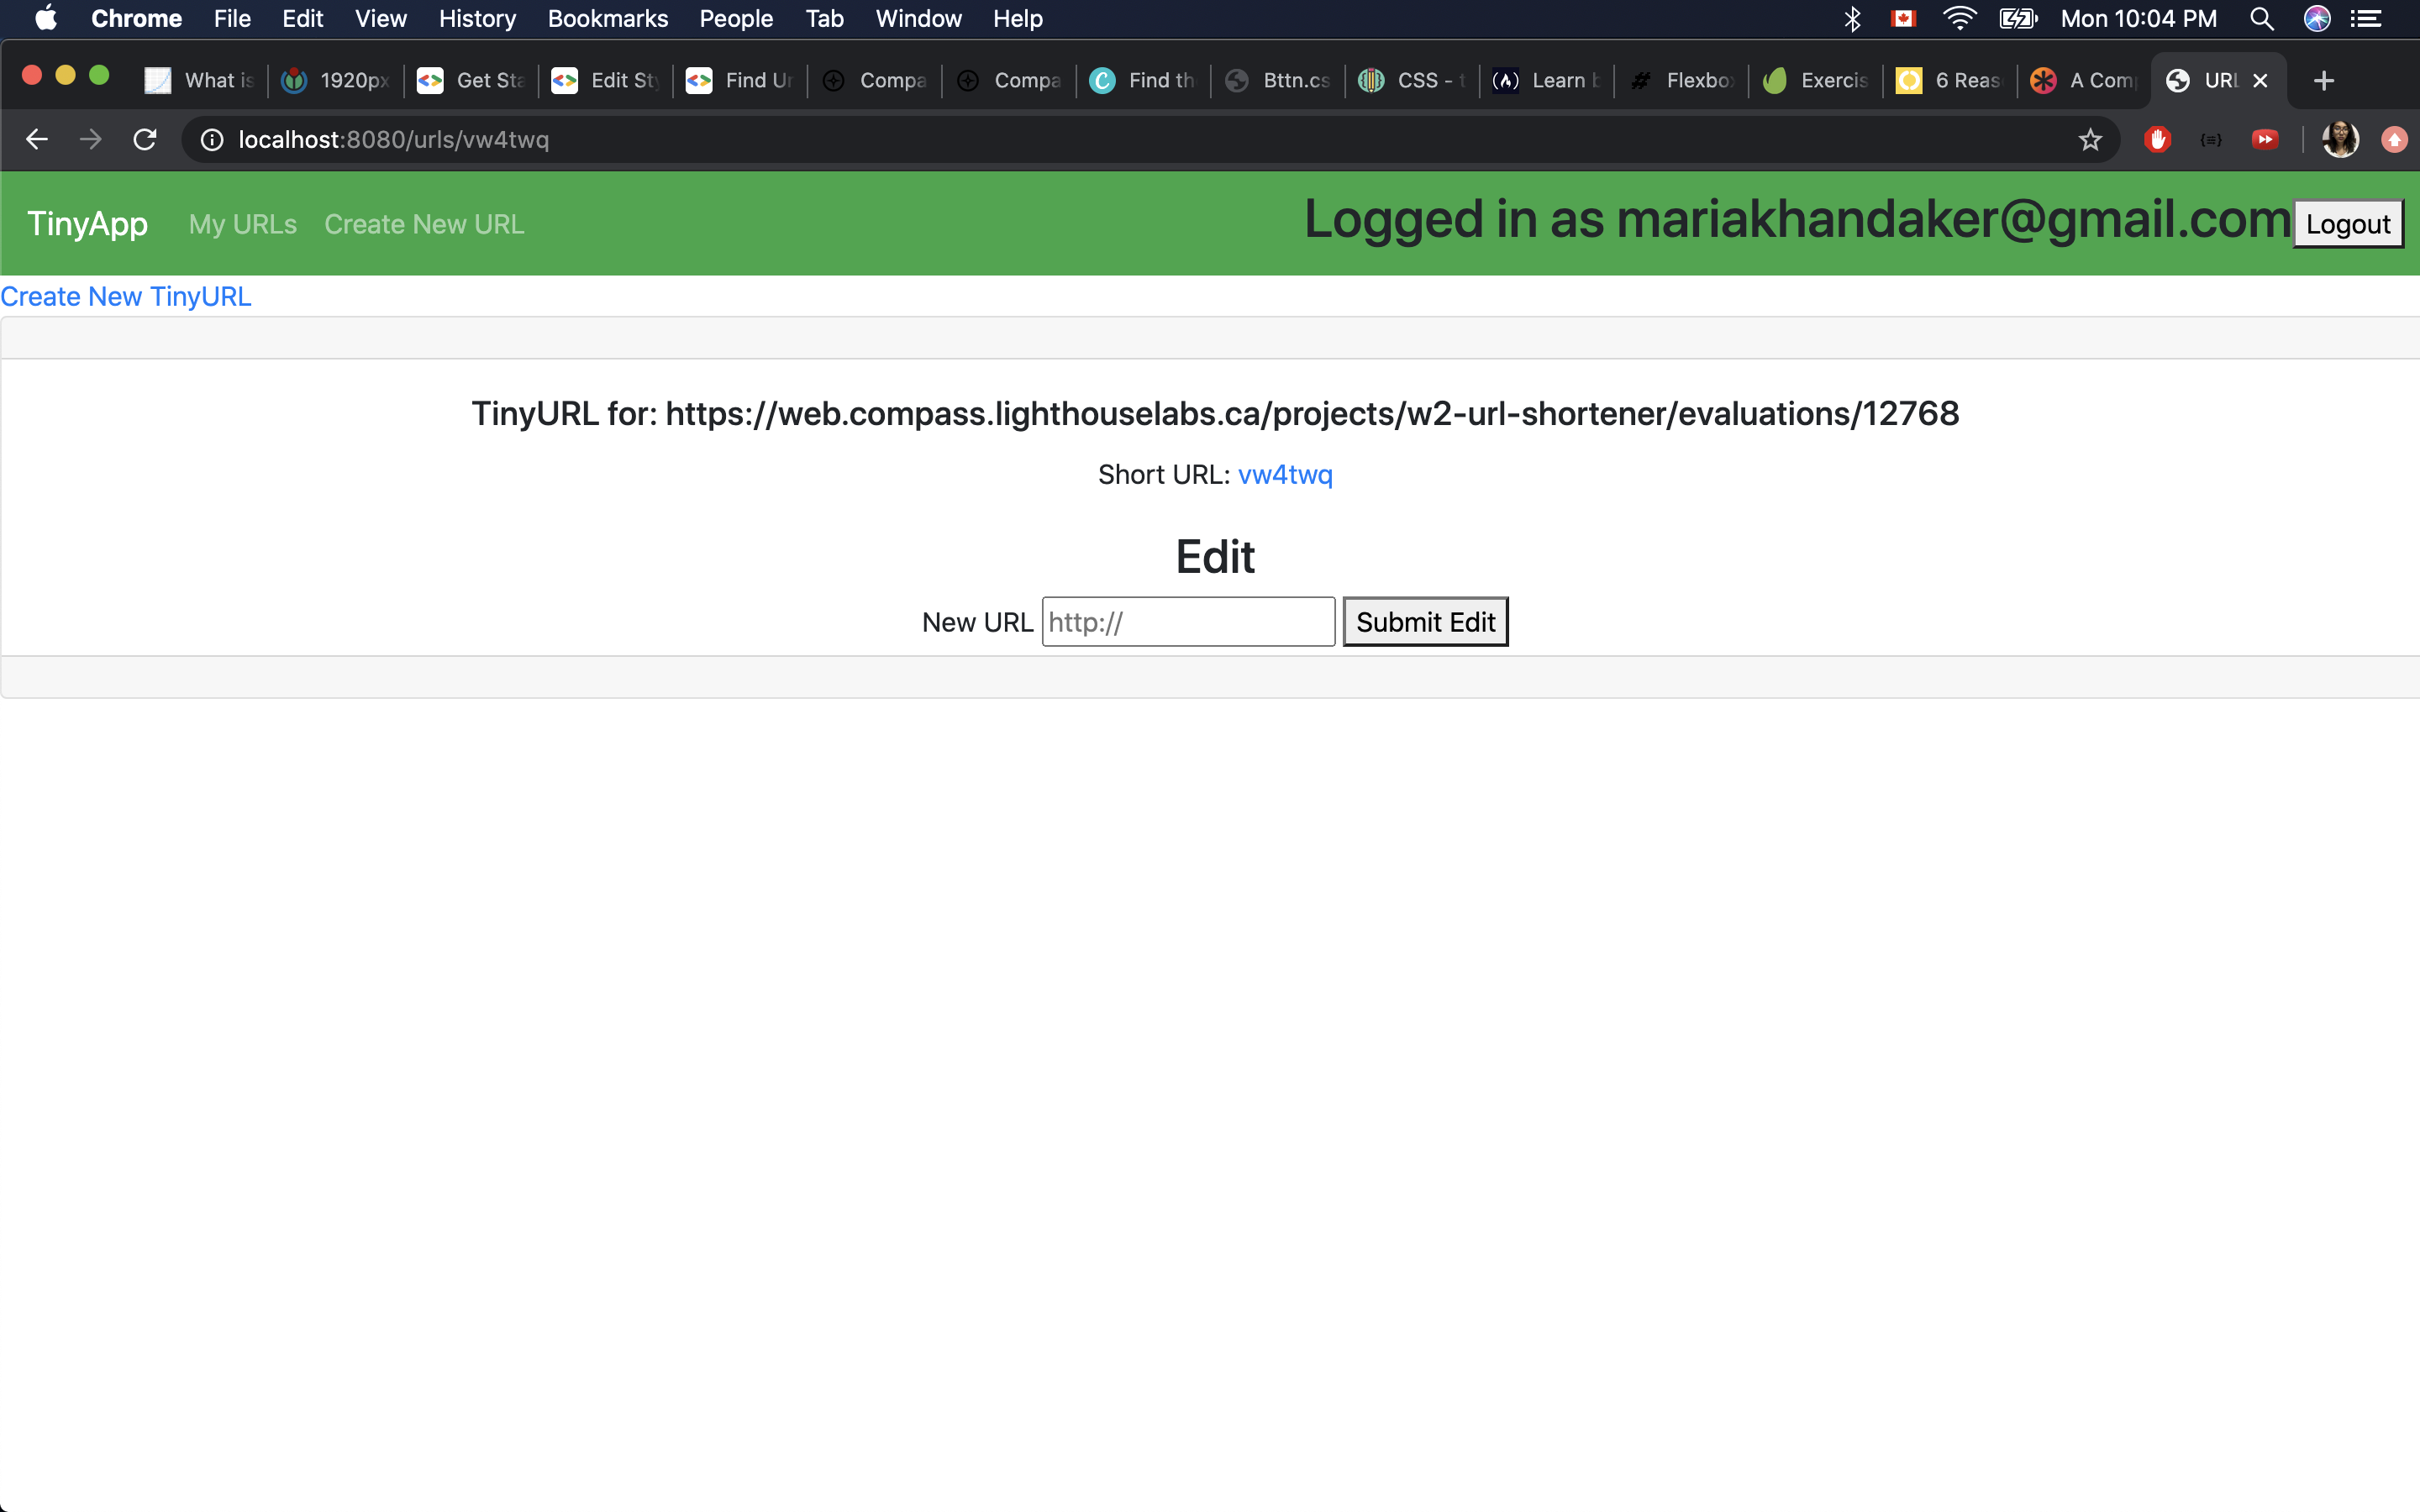 Chrome File Edit View History Bookmarks People Tab Window Help Mon 10:04 PM
What is 1920px Get Sta Edit Sty Find Ur Compa Compa Find th Bttn.cs CSS - t Learn b Flexbo Exercis 6 Reas A Com URL
localhost:8080/urls/vw4twq
TinyApp My URLs Create New URL Logged in as mariakhandaker@gmail.com Logout
Create New TinyURL
TinyURL for: https://web.compass.lighthouselabs.ca/projects/w2-url-shortener/evaluations/12768
Short URL: vw4twq
Edit
New URL http:// Submit Edit